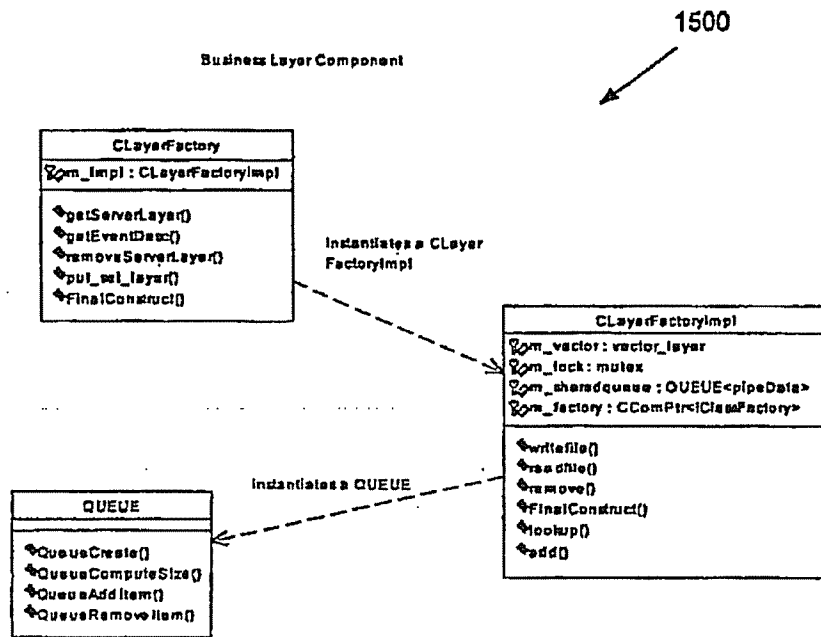 1500
Business Layer Component
CLayerFactory
m_Impl : CLayerFactoryImpl
getServerLayer()
getEventDesc()
removeServerLayer()
put_set_layer()
FinalConstruct()
Instantiates a CLayer
FactoryImpl
CLayerFactoryImpl
m_vector : vector_layer
m_lock : mutex
m_sharedqueue : QUEUE<pipeData>
m_factory : CComPtr<IClassFactory>
writefile()
readfile()
remove()
FinalConstruct()
lookup()
add()
Instantiates a QUEUE
QUEUE
QueueCreate()
QueueComputeSize()
QueueAddItem()
QueueRemoveItem()